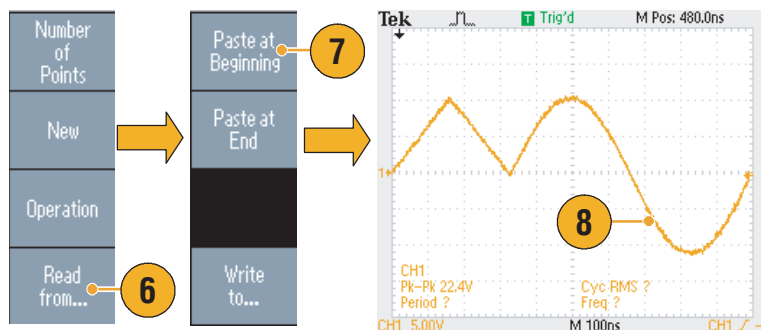 Number
of
Points
New
Operation
Read
from...
6
Paste at
Beginning
7
Paste at
End
Write
to...
Tek T Trig'd M Pos: 480.0ns
1
8
CH1
Pk-Pk 22.4V Cyc RMS ?
Period ? Freq ?
CH1 5.00V M 100ns CH1